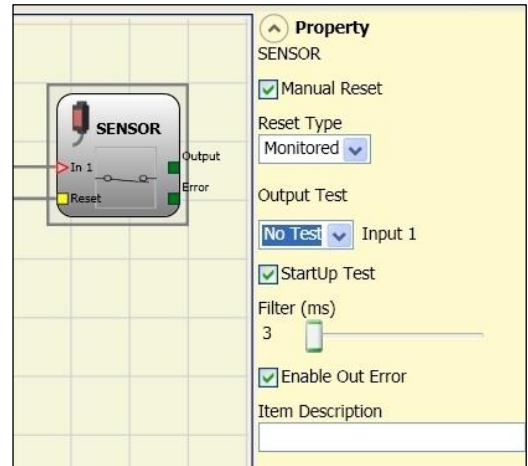 SENSOR
In 1
Reset
Output
Error
Property
SENSOR
Manual Reset
Reset Type
Monitored
Output Test
No Test Input 1
StartUp Test
Filter (ms)
3
Enable Out Error
Item Description